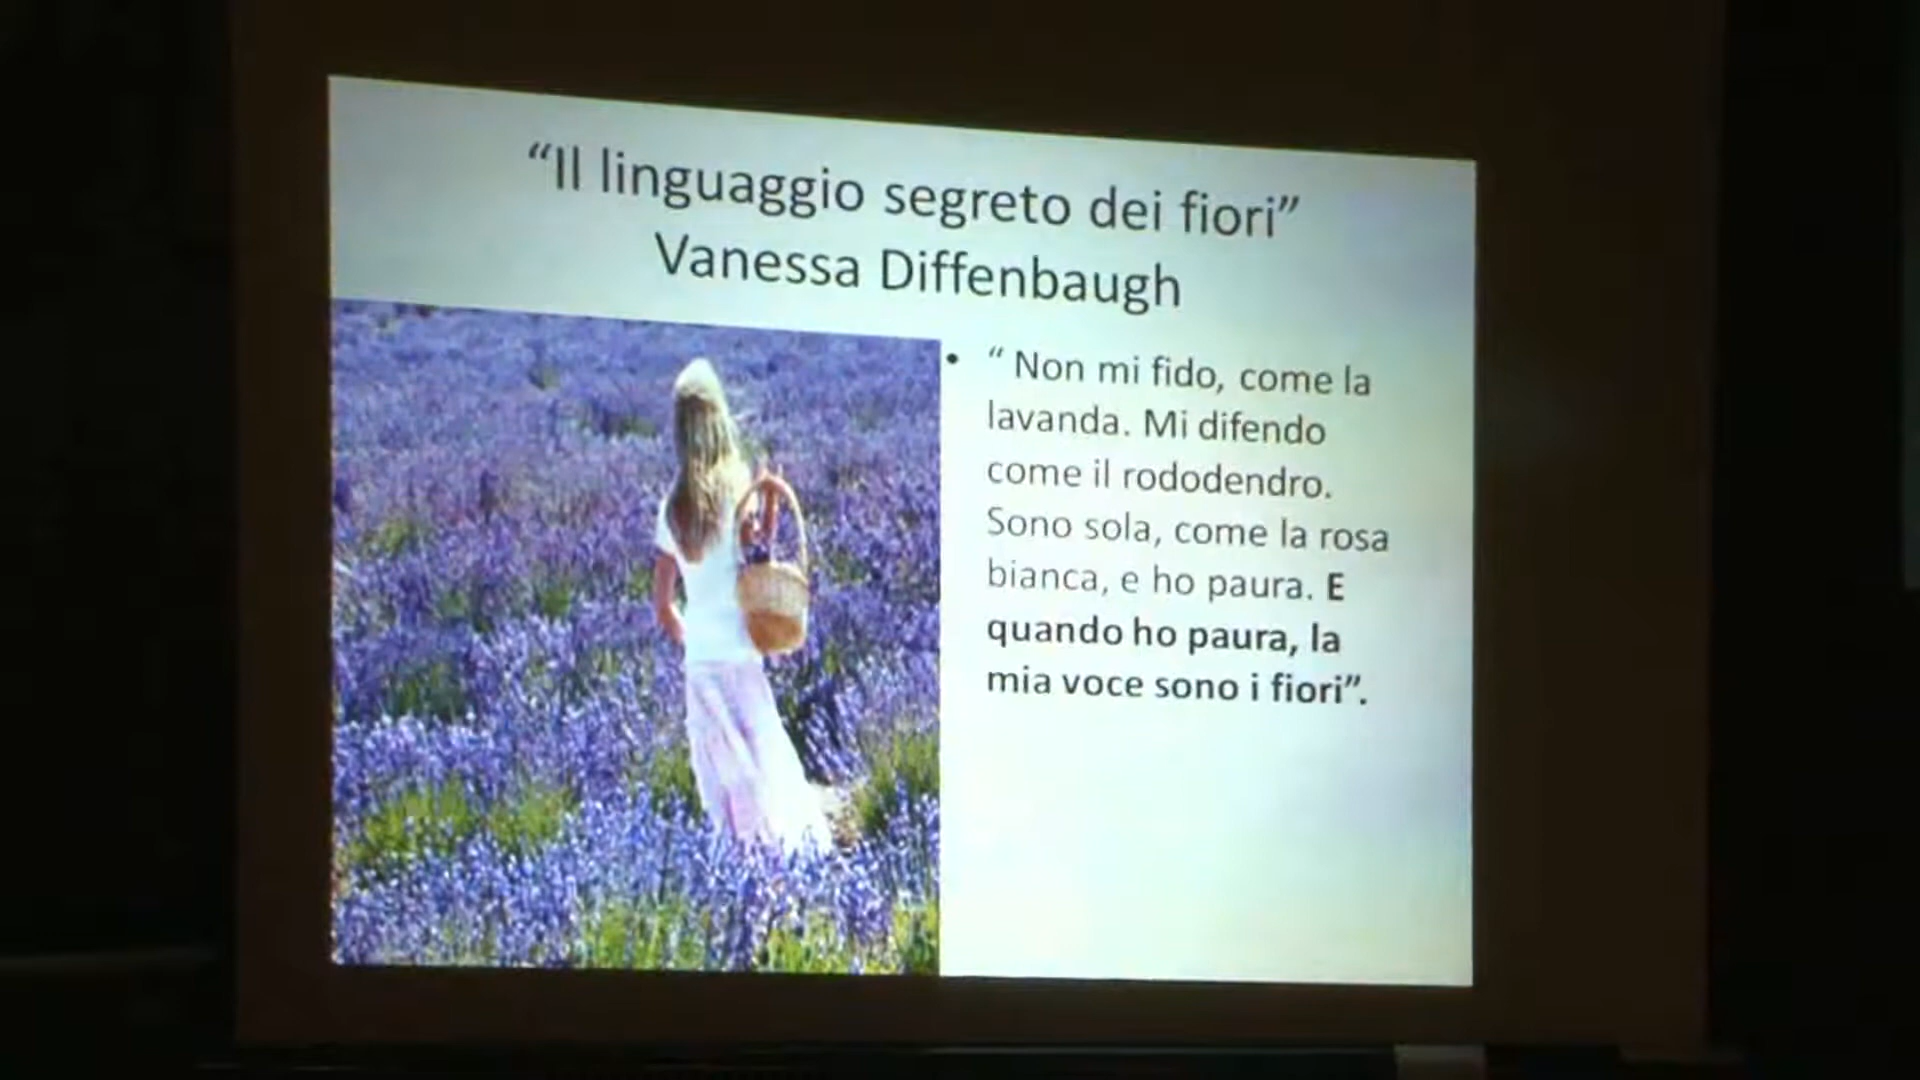 “Il linguaggio segreto dei fiori”
Vanessa Diffenbaugh
• “ Non mi fido, come la
lavanda. Mi difendo
come il rododendro.
Sono sola, come la rosa
bianca, e ho paura. E
quando ho paura, la
mia voce sono i fiori”.